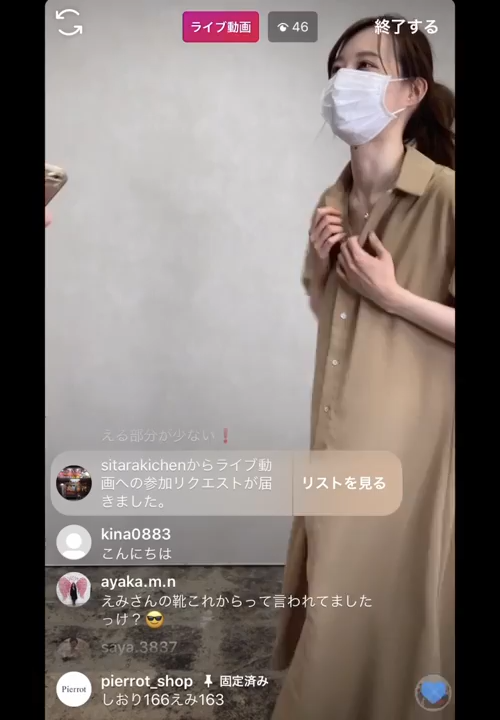 ライブ動画 46 終了する
える部分が少ない❗
sitarakichenからライブ動
画への参加リクエストが届
きました。
リストを見る
kina0883
こんにちは
ayaka.m.n
えみさんの靴これからって言われてました
っけ？😎
saya.3837
Pierrot
pierrot_shop 固定済み
しおり166えみ163